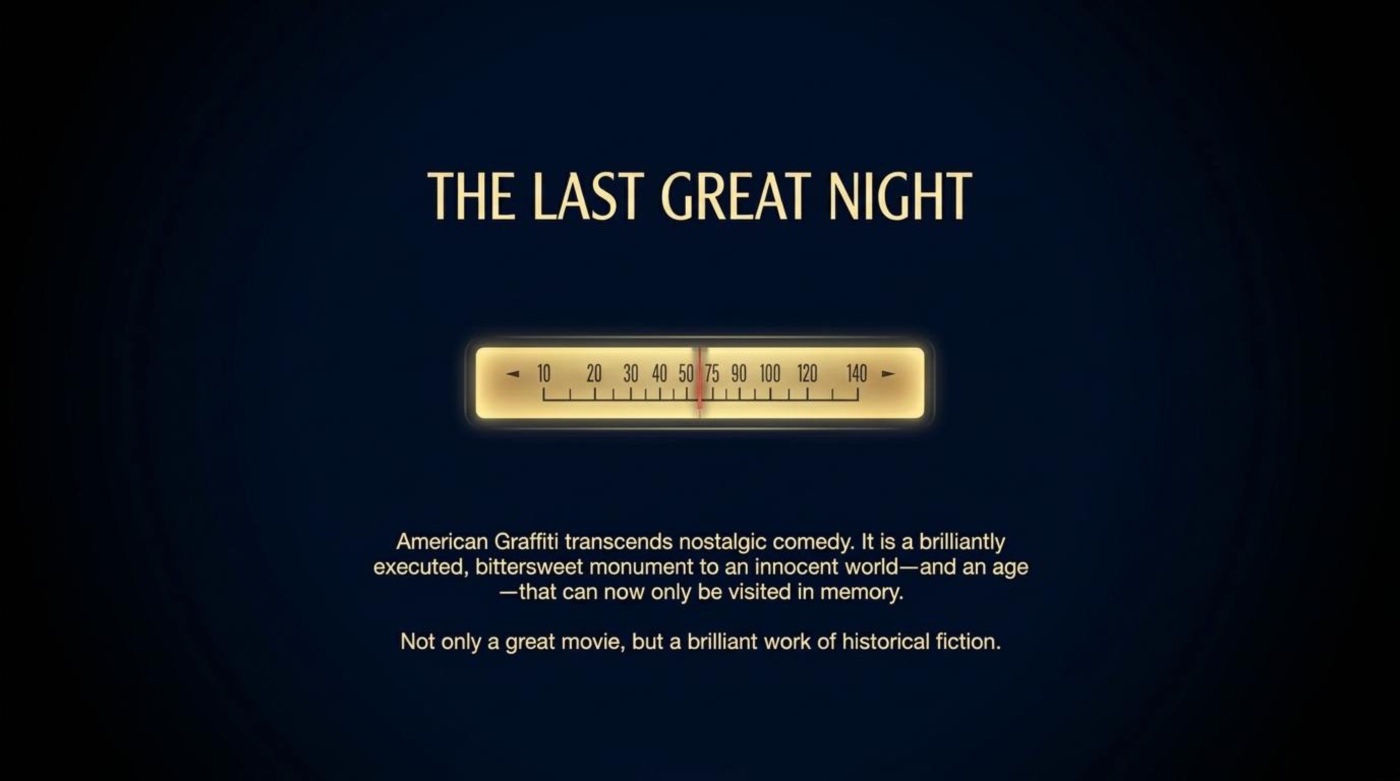 THE LAST GREAT NIGHT
◄ 10 20 30 40 50 75 90 100 120 140 ►
American Graffiti transcends nostalgic comedy. It is a brilliantly
executed, bittersweet monument to an innocent world—and an age
—that can now only be visited in memory.
Not only a great movie, but a brilliant work of historical fiction.